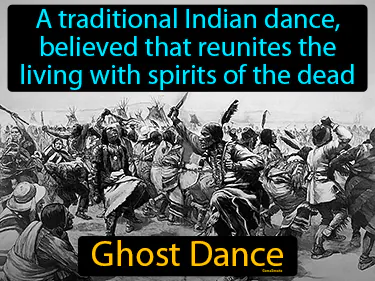 A traditional Indian dance,
believed that reunites the
living with spirits of the dead
Ghost Dance